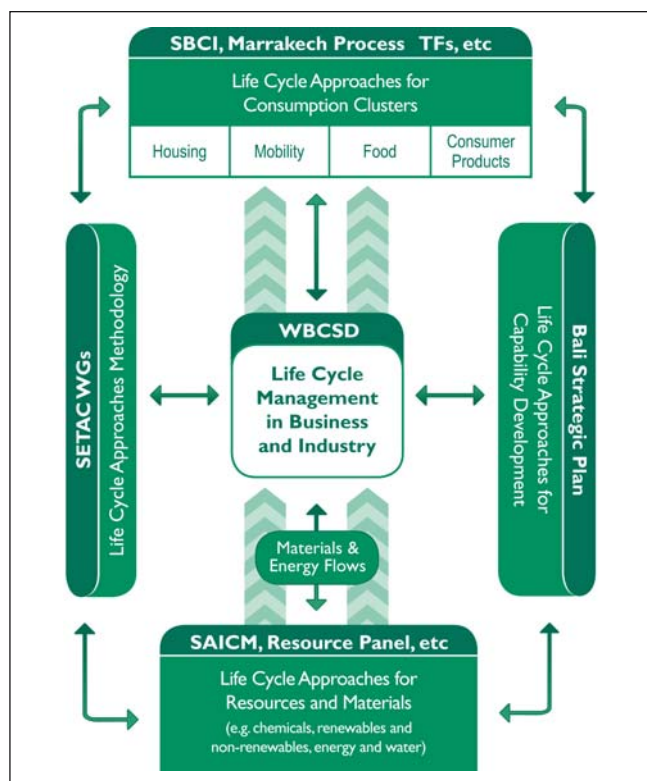 SBCI, Marrakech Process TFs, etc
Life Cycle Approaches for
Consumption Clusters
Housing
Mobility
Food
Consumer
Products
SETAC WGs
Life Cycle Approaches Methodology
WBCSD
Life Cycle
Management
in Business
and Industry
Life Cycle Approaches for
Capability Development
Bali Strategic Plan
Materials &
Energy Flows
SAICM, Resource Panel, etc
Life Cycle Approaches for
Resources and Materials
(e.g. chemicals, renewables and
non-renewables, energy and water)